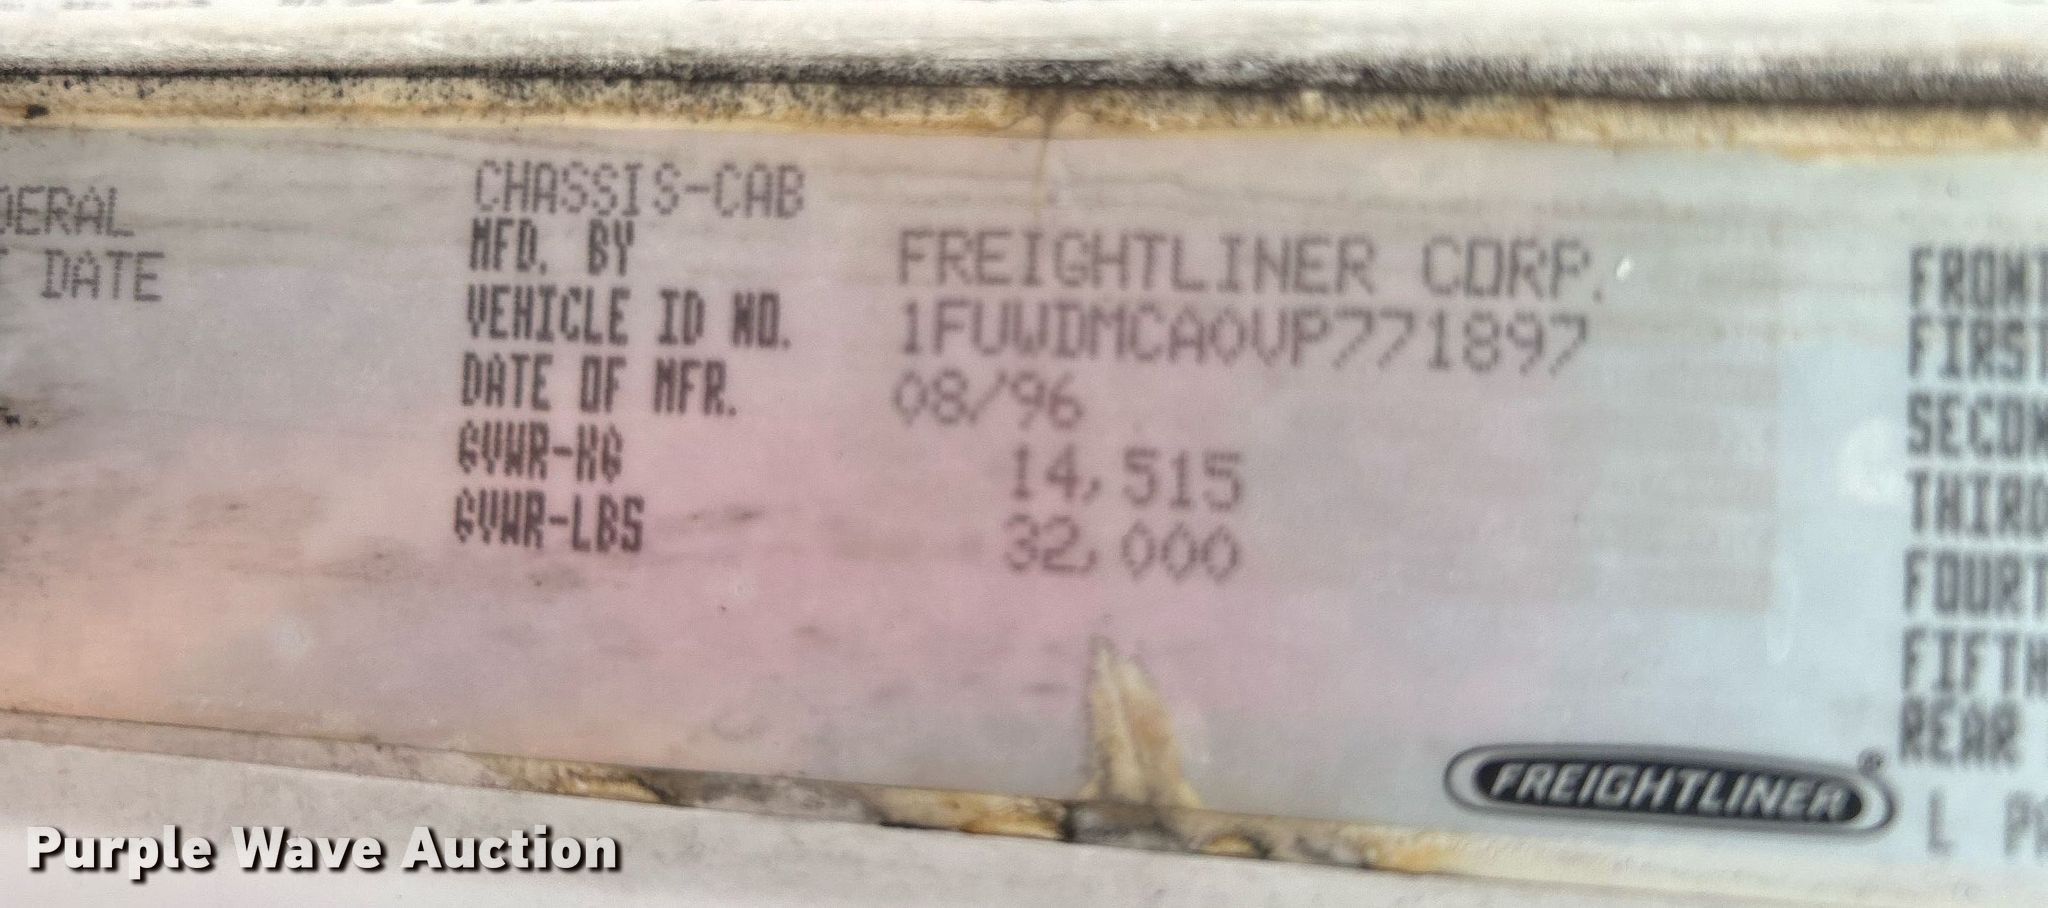 DERAL
DATE
CHASSIS-CAB
MFD. BY FREIGHTLINER CORP.
VEHICLE ID NO. 1FUWDMCA0VP771897
DATE OF MFR. 08/96
GVWR-KG 14,515
GVWR-LBS 32,000
FRONT
FIRST
SECON
THIRD
FOURT
FIFTH
REAR
FREIGHTLINER®
L
Purple Wave Auction